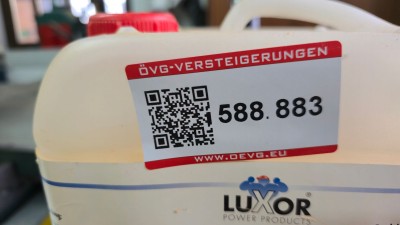 ÖVG-VERSTEIGERUNGEN
588.883
WWW.OEVG.EU
LUXOR®
POWER PRODUCTS